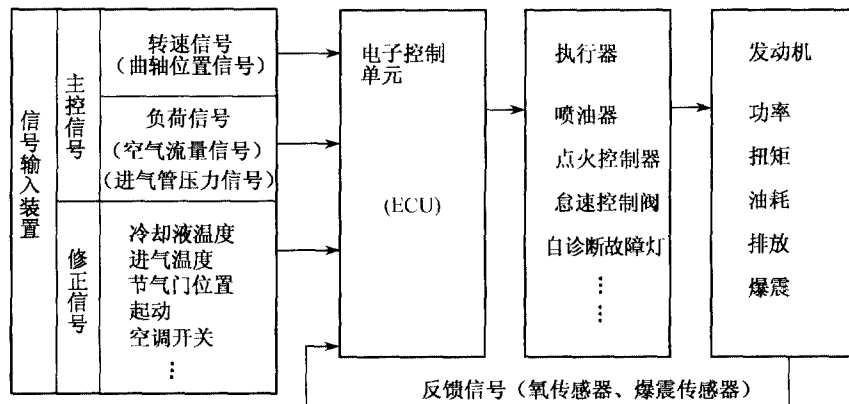 信号输入装置
主控信号
转速信号
（曲轴位置信号）
负荷信号
（空气流量信号）
（进气管压力信号）
修正信号
冷却液温度
进气温度
节气门位置
起动
空调开关
⋮
电子控制
单元
(ECU)
执行器
喷油器
点火控制器
怠速控制阀
自诊断故障灯
⋮
⋮
发动机
功率
扭矩
油耗
排放
爆震
反馈信号（氧传感器、爆震传感器）